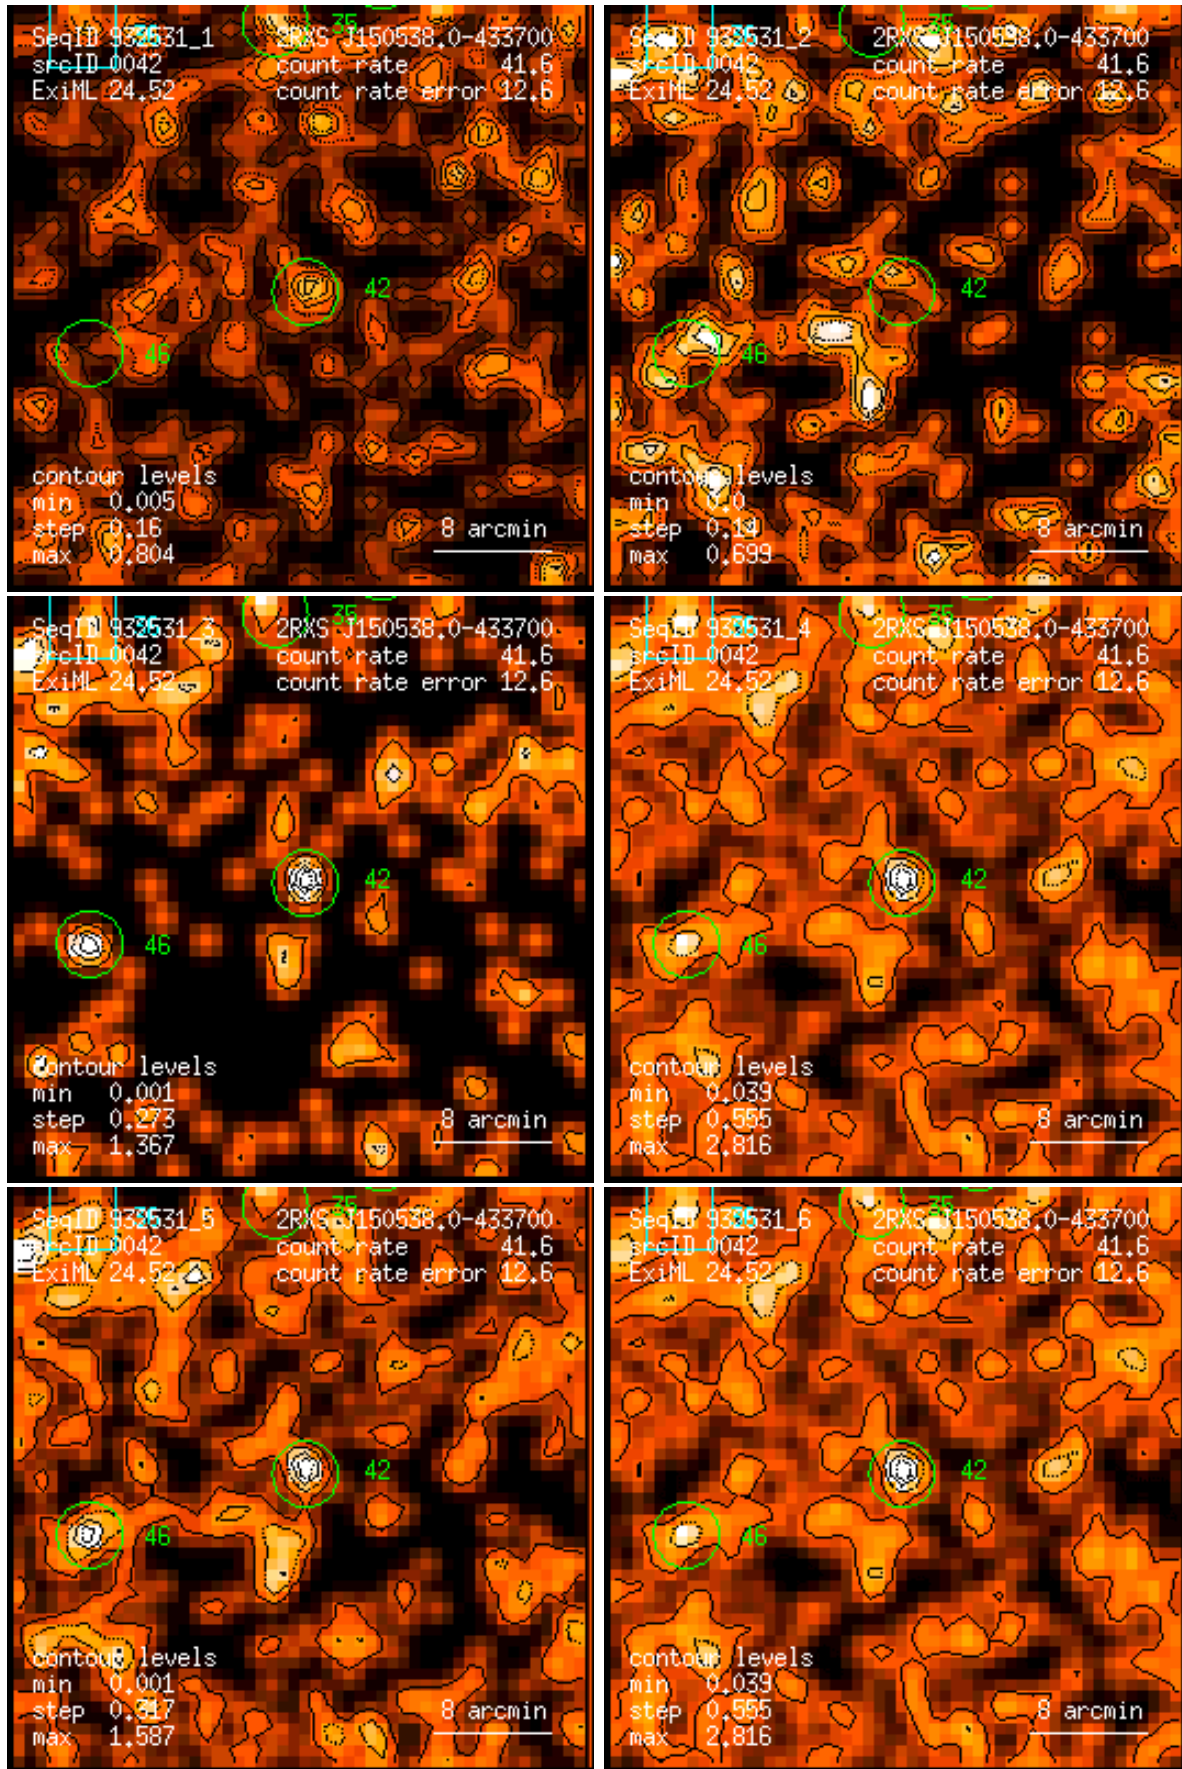 SeqID 932531_1 2RXS J150538.0-433700
srcID 0042 count rate 41.6
ExiML 24.52 count rate error 12.6
35
42
46
contour levels
min 0.005
step 0.16
max 0.804
8 arcmin
SeqID 932531_2 2RXS J150538.0-433700
srcID 0042 count rate 41.6
ExiML 24.52 count rate error 12.6
42
46
contour levels
min 0.0
step 0.14
max 0.699
8 arcmin
SeqID 932531_3 2RXS J150538.0-433700
srcID 0042 count rate 41.6
ExiML 24.52 count rate error 12.6
35
42
46
contour levels
min 0.001
step 0.273
max 1.367
8 arcmin
SeqID 932531_4 2RXS J150538.0-433700
srcID 0042 count rate 41.6
ExiML 24.52 count rate error 12.6
35
42
46
contour levels
min 0.039
step 0.555
max 2.816
8 arcmin
SeqID 932531_5 2RXS J150538.0-433700
srcID 0042 count rate 41.6
ExiML 24.52 count rate error 12.6
35
42
46
contour levels
min 0.001
step 0.317
max 1.587
8 arcmin
SeqID 932531_6 2RXS J150538.0-433700
srcID 0042 count rate 41.6
ExiML 24.52 count rate error 12.6
35
42
46
contour levels
min 0.039
step 0.555
max 2.816
8 arcmin